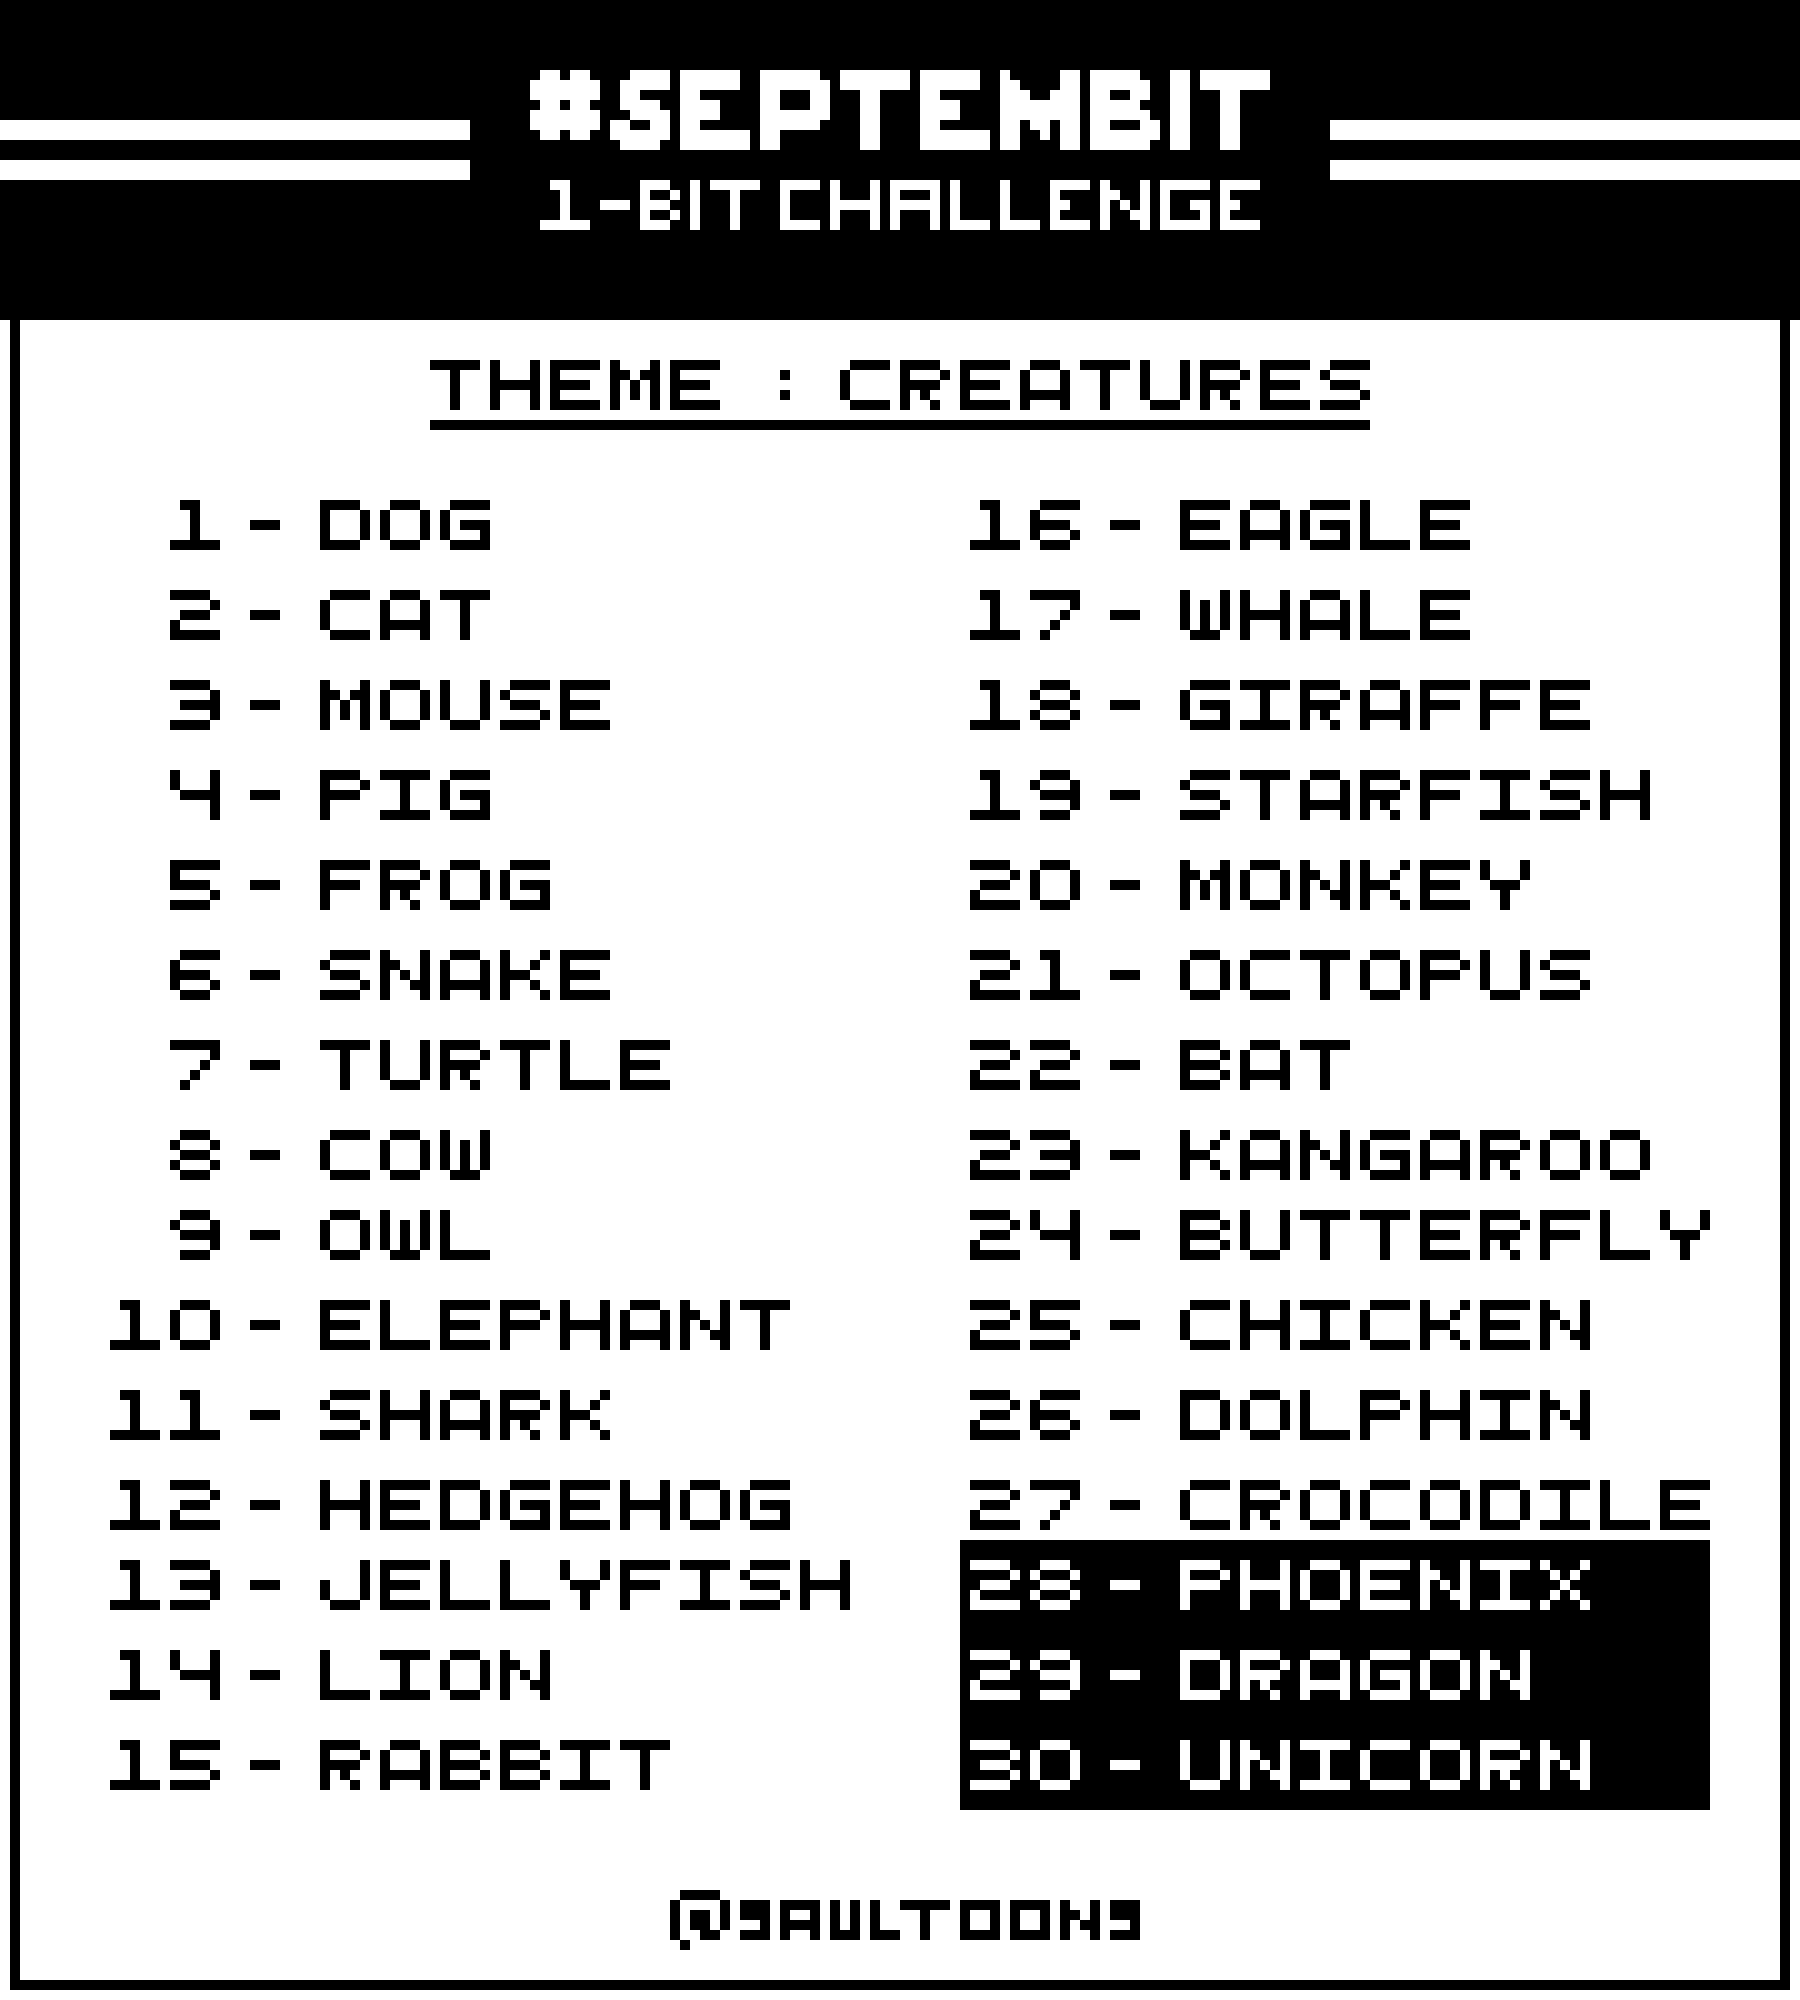 #SEPTEMBIT
1-BIT CHALLENGE
THEME : CREATURES
1 - DOG
2 - CAT
3 - MOUSE
4 - PIG
5 - FROG
6 - SNAKE
7 - TURTLE
8 - COW
9 - OWL
10 - ELEPHANT
11 - SHARK
12 - HEDGEHOG
13 - JELLYFISH
14 - LION
15 - RABBIT
16 - EAGLE
17 - WHALE
18 - GIRAFFE
19 - STARFISH
20 - MONKEY
21 - OCTOPUS
22 - BAT
23 - KANGAROO
24 - BUTTERFLY
25 - CHICKEN
26 - DOLPHIN
27 - CROCODILE
28 - PHOENIX
29 - DRAGON
30 - UNICORN
@SAULTOONS